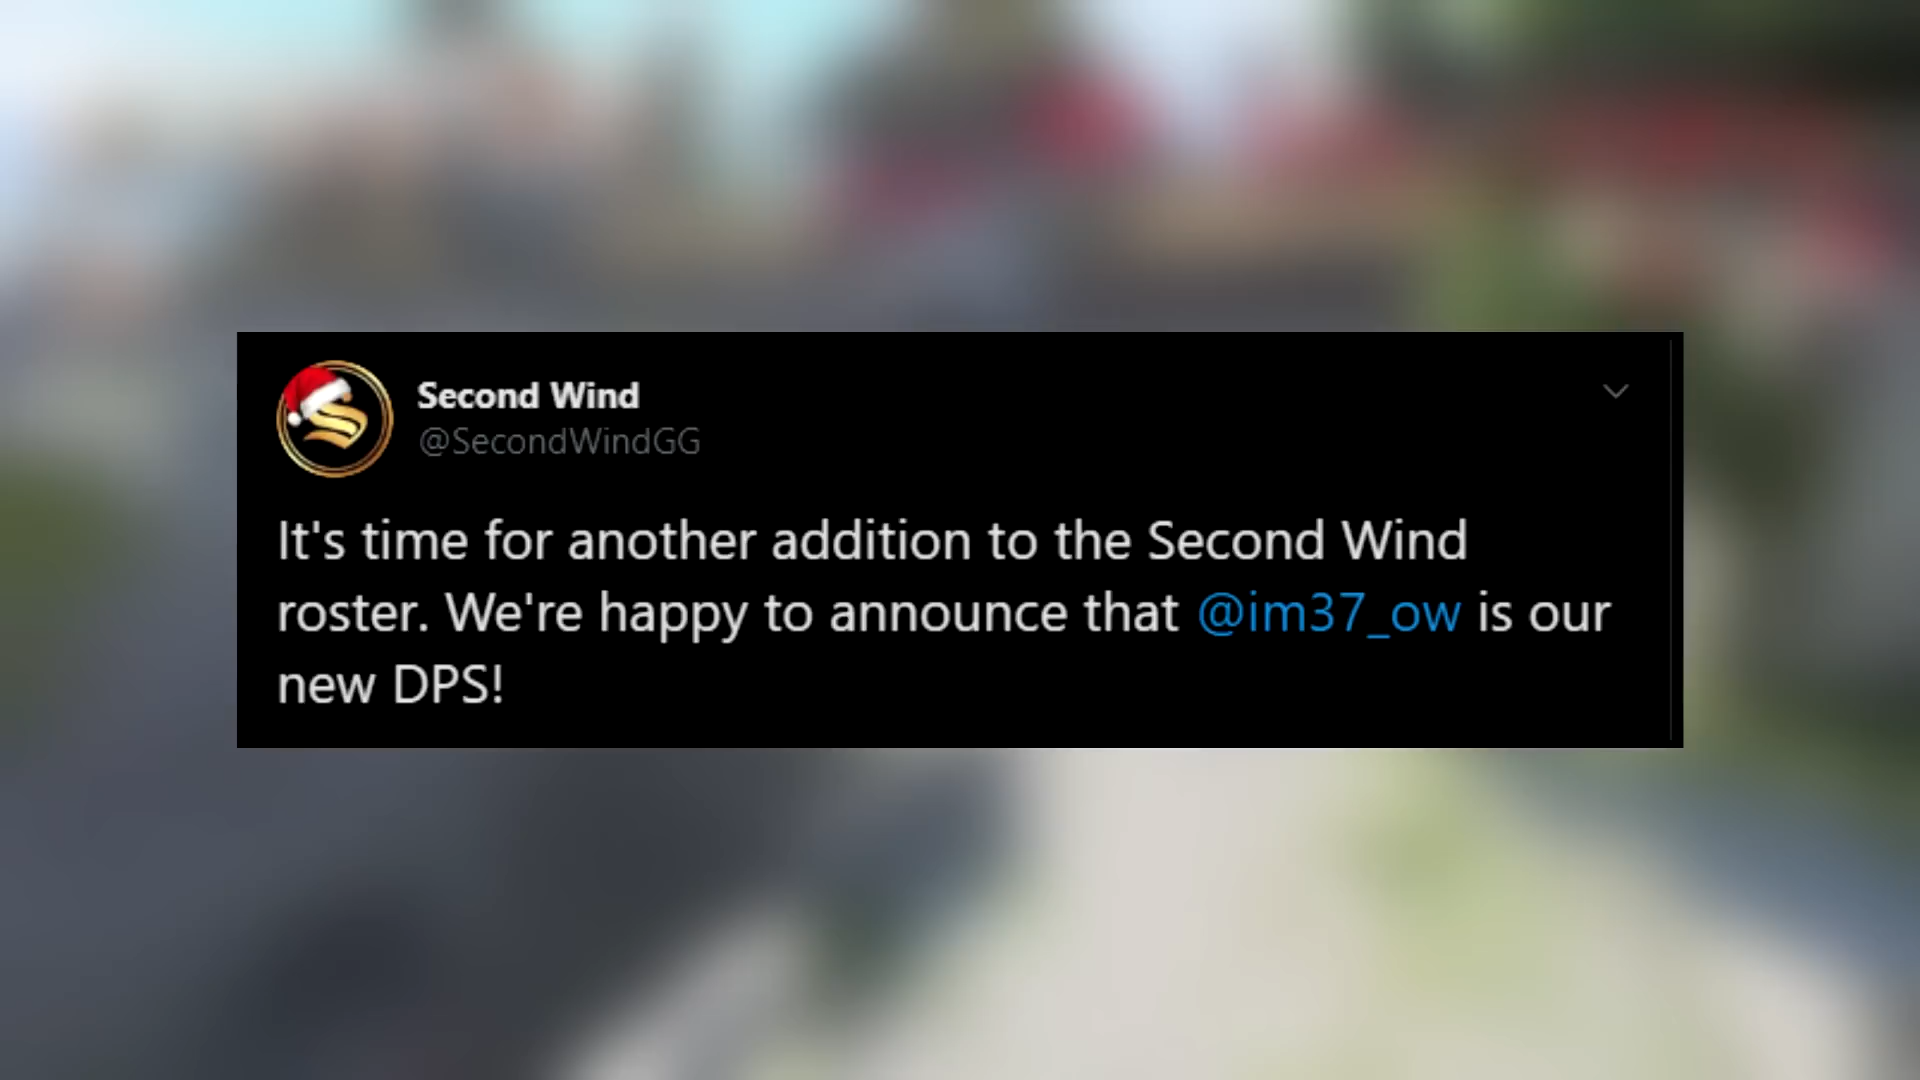 Second Wind
@SecondWindGG
It's time for another addition to the Second Wind
roster. We're happy to announce that @im37_ow is our
new DPS!